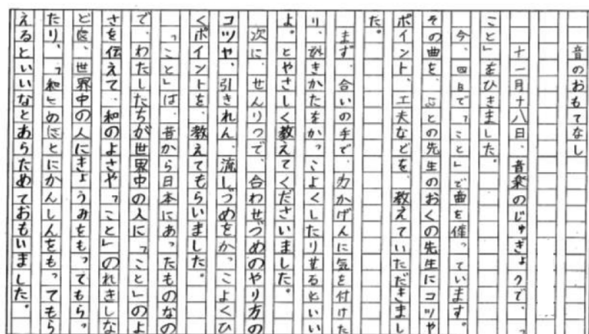 音のおもてなし
十一月十八日、音楽のじゅぎょうで、「
こと」をひきました。
今、四日で「こと」で曲を催っています。
その曲を、ことの先生のおくの先生にコツや
ポイント、工夫などを、教えていただきまし
た。
まず、合いの手で、力かげんに気を付けた
り、ひきかたをかっこよくしたりするといい
よ。とやさしく教えてくださいました。
次に、せんりつで、合わせづめのやり方の
コツや、引きれん、流しづめをかっこよくひ
くポイントを、教えてもらいました。
「こと」は、昔から日本にあったものなの
で、わたしたちが世界中の人に「こと」のよ
さを伝えて、和のよさや「こと」のれきしな
ど、世界中の人にきょうみをもってもら
たり、「和」のことにかんしんをもってもら
えるといいなとあらためておもいました。